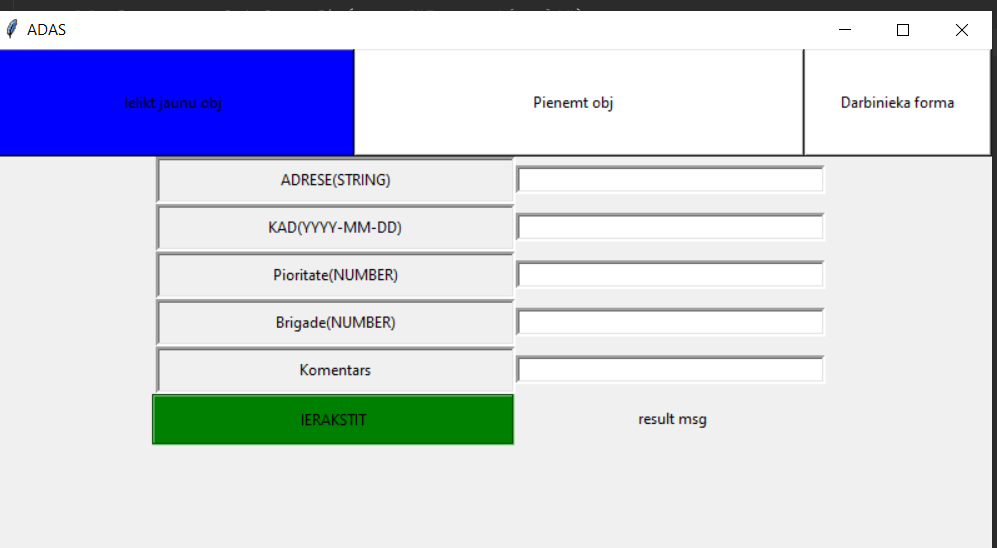 ADAS
Ielikt jaunu obj Pienemt obj Darbinieka forma
ADRESE(STRING)
KAD(YYYY-MM-DD)
Pioritate(NUMBER)
Brigade(NUMBER)
Komentars
IERAKSTIT result msg